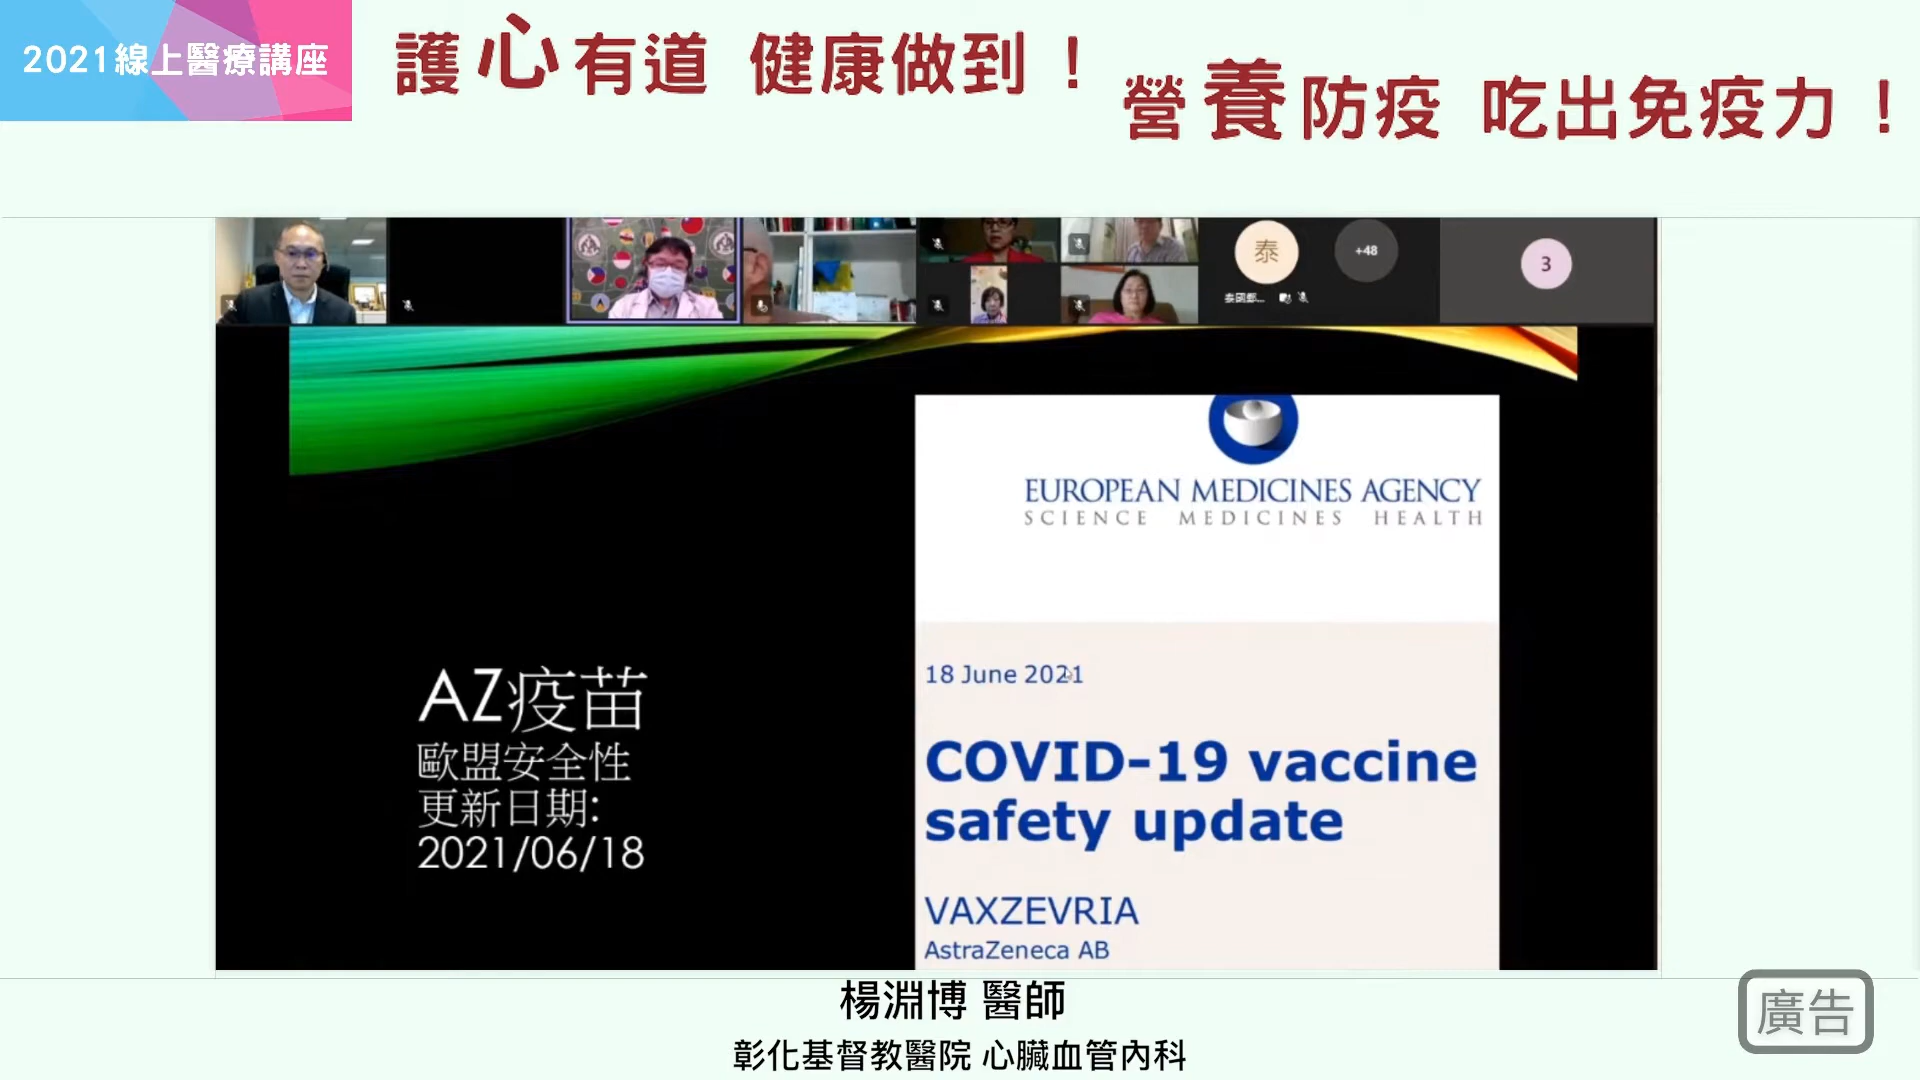 2021線上醫療講座
護心有道 健康做到！
營養防疫 吃出免疫力！
泰
+48
3
泰國鄭...
EUROPEAN MEDICINES AGENCY
SCIENCE MEDICINES HEALTH
18 June 2021
COVID-19 vaccine
safety update
VAXZEVRIA
AstraZeneca AB
AZ疫苗
歐盟安全性
更新日期:
2021/06/18
楊淵博 醫師
彰化基督教醫院 心臟血管內科
廣告